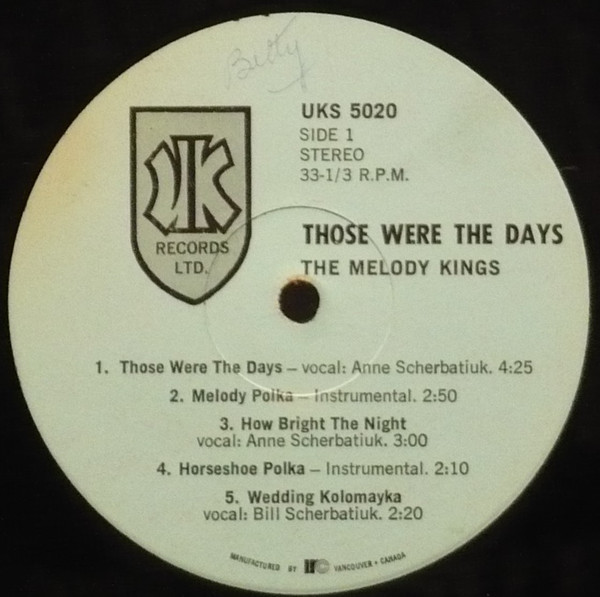 Betty
UKS 5020
SIDE 1
STEREO
33-1/3 R.P.M.
UK
RECORDS
LTD.
THOSE WERE THE DAYS
THE MELODY KINGS
1. Those Were The Days – vocal: Anne Scherbatiuk. 4:25
2. Melody Polka – Instrumental. 2:50
3. How Bright The Night
vocal: Anne Scherbatiuk. 3:00
4. Horseshoe Polka – Instrumental. 2:10
5. Wedding Kolomayka
vocal: Bill Scherbatiuk. 2:20
MANUFACTURED BY IRC VANCOUVER • CANADA